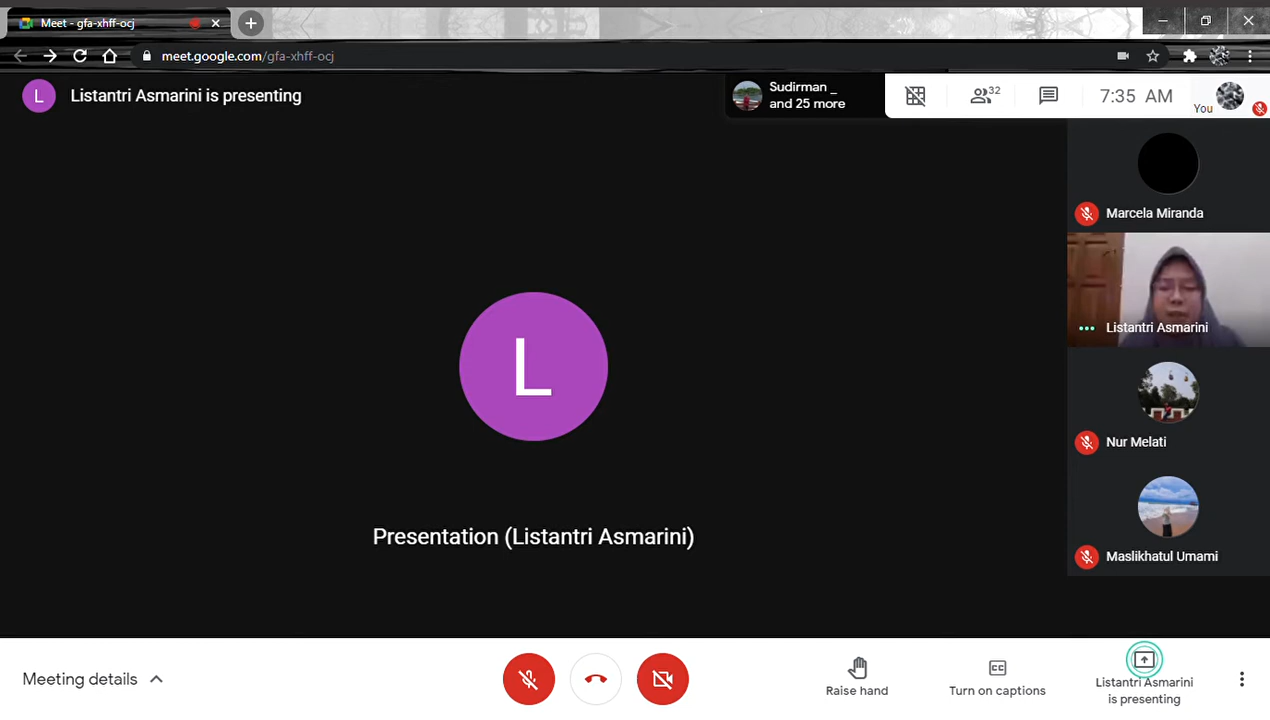 Meet - gfa-xhff-ocj
meet.google.com/gfa-xhff-ocj
L
Listantri Asmarini is presenting
Sudirman _
and 25 more
32
7:35 AM
You
Marcela Miranda
Listantri Asmarini
Nur Melati
Maslikhatul Umami
L
Presentation (Listantri Asmarini)
Meeting details
Raise hand
CC
Turn on captions
Listantri Asmarini
is presenting